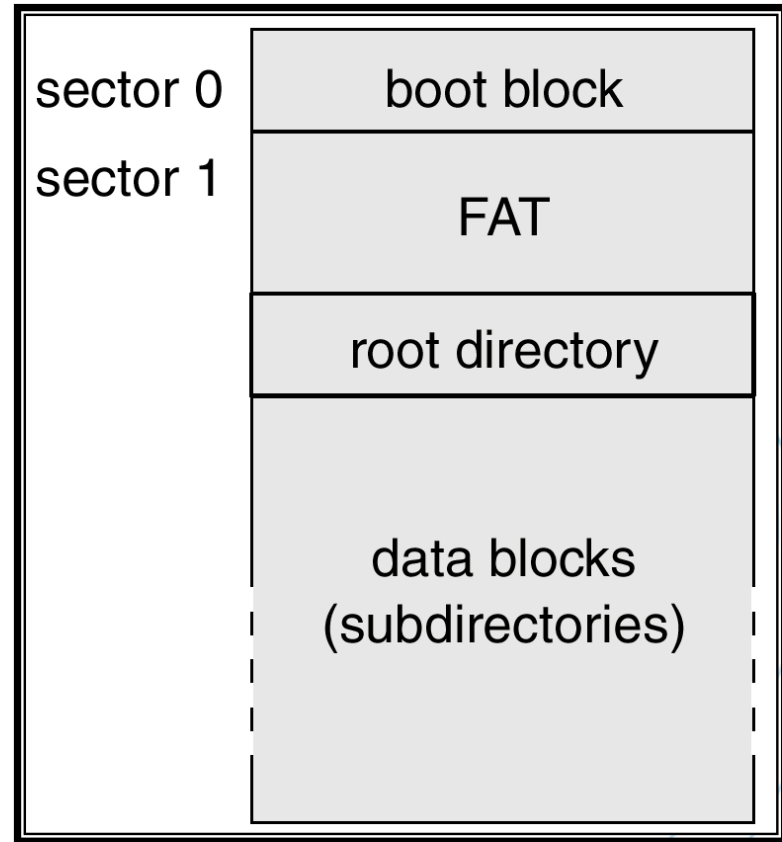 sector 0
boot block
sector 1
FAT
root directory
data blocks
(subdirectories)